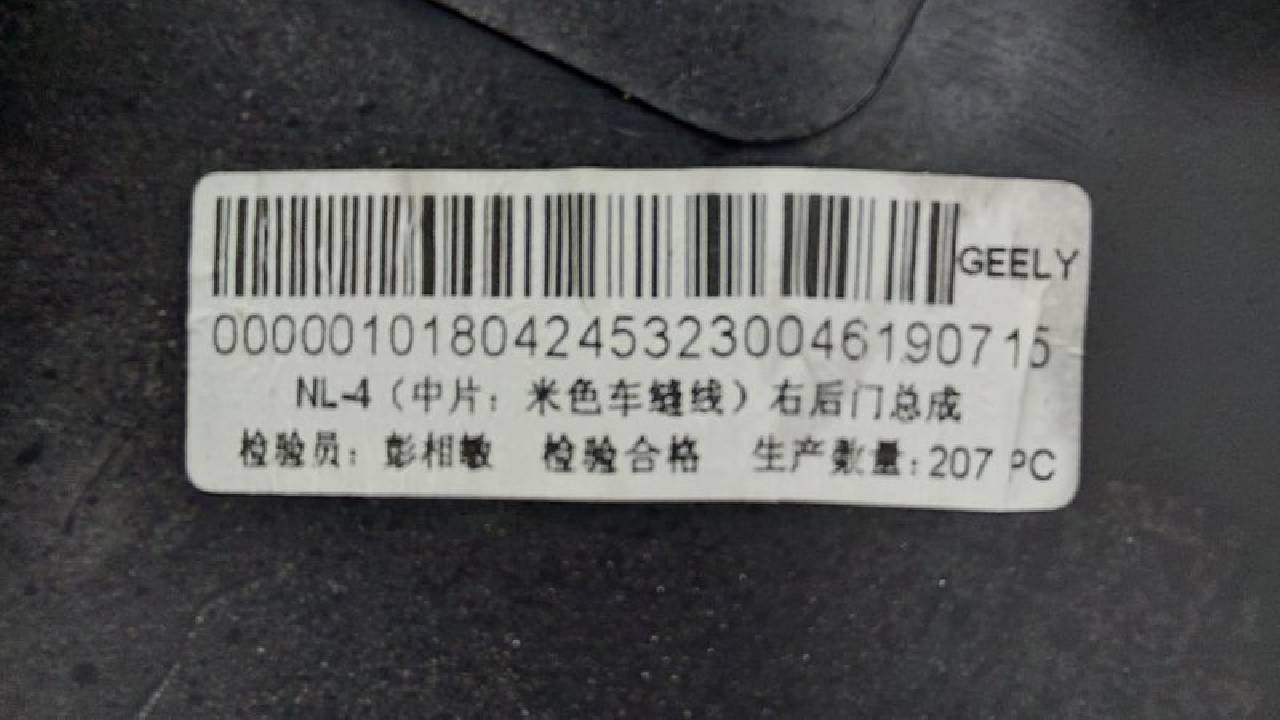 GEELY
000001018042453230046190715
NL-4（中片：米色车缝线）右后门总成
检验员：彭相敏 检验合格 生产数量：207 PC